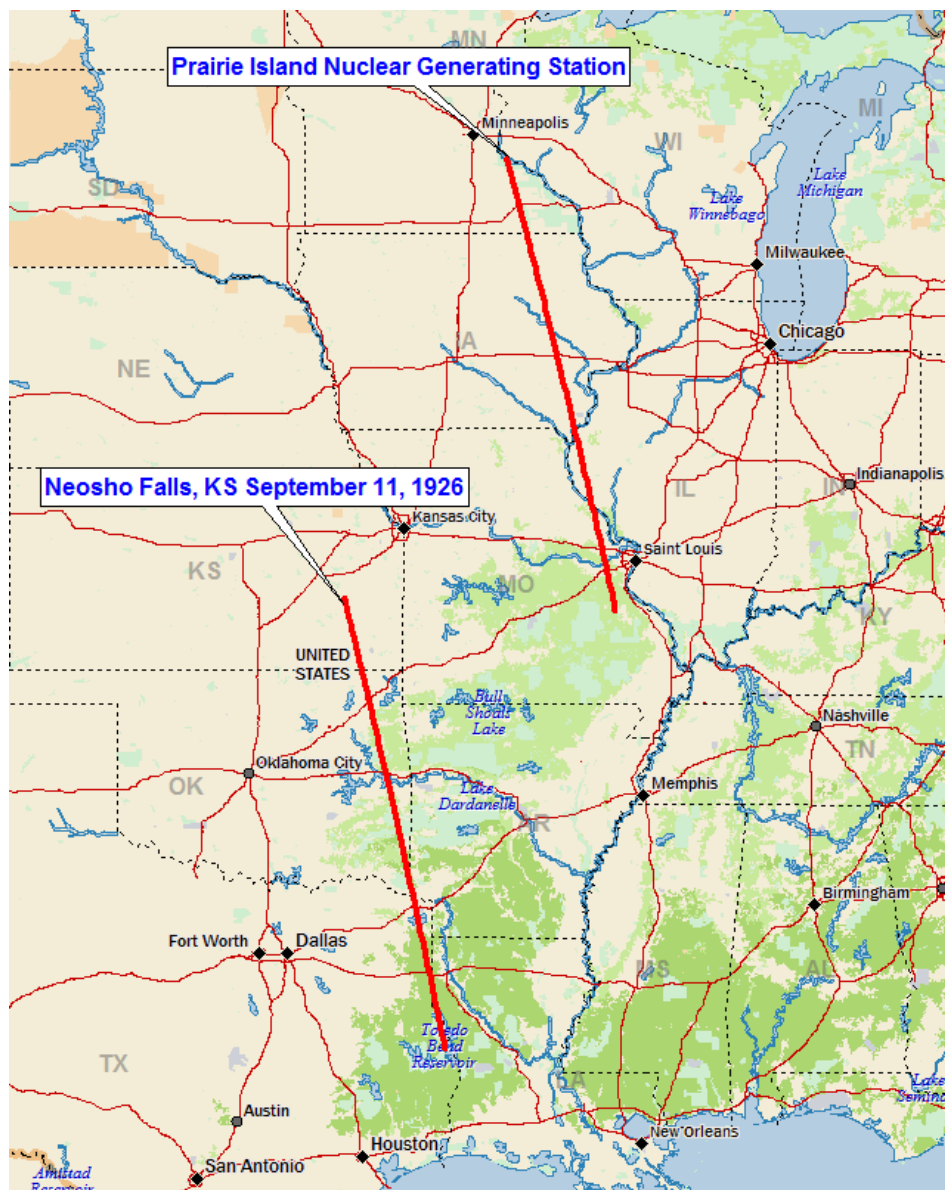 MN
Prairie Island Nuclear Generating Station
Minneapolis
MI
WI
SD
Lake
Michigan
Lake
Winnebago
Milwaukee
Chicago
IA
NE
Indianapolis
IN
IL
Neosho Falls, KS September 11, 1926
Kansas City
Saint Louis
KS
MO
KY
UNITED
STATES
Bull
Shoals
Lake
Nashville
TN
Oklahoma City
OK
Lake
Dardanelle
Memphis
AR
Birmingham
Fort Worth
Dallas
MS
AL
Toledo
Bend
Reservoir
TX
LA
Lake
Austin
New Orleans
Houston
San Antonio
Amistad
Reservoir